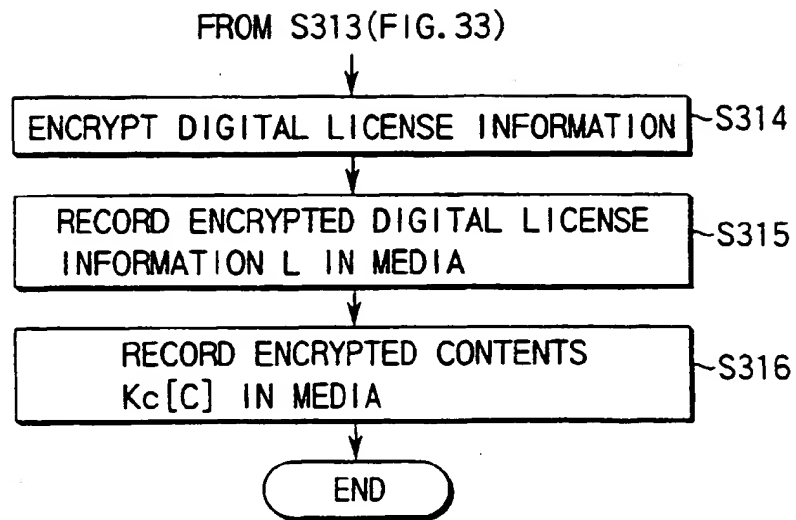 FROM S313(FIG.33)
ENCRYPT DIGITAL LICENSE INFORMATION
S314
RECORD ENCRYPTED DIGITAL LICENSE
INFORMATION L IN MEDIA
S315
RECORD ENCRYPTED CONTENTS
Kc[C] IN MEDIA
S316
END